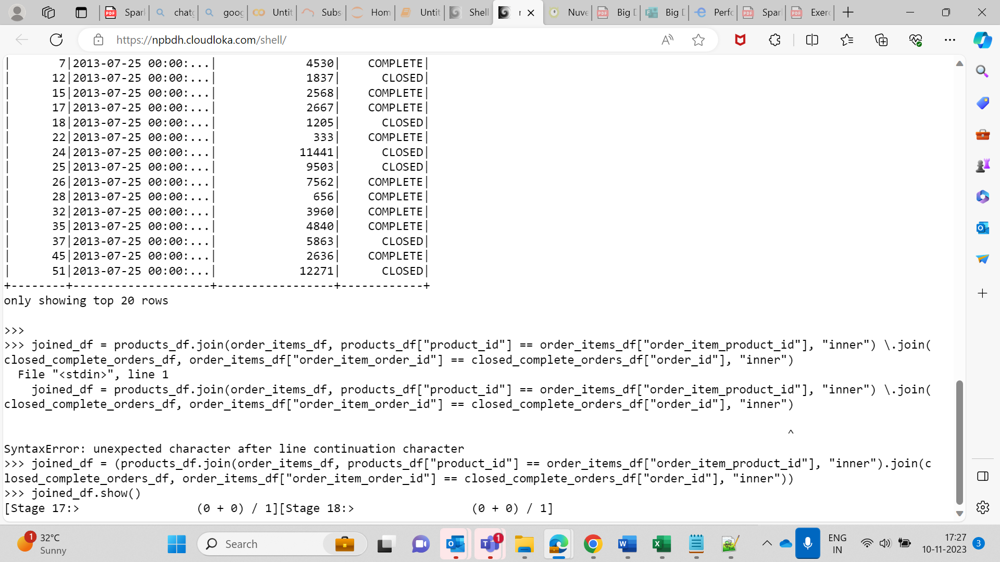 Spark
chatg
goog
Untit
Subs
Hom
Untit
Shell
r
Nuve
Big D
Big D
Perfo
Spar
Exerc
https://npbdh.cloudloka.com/shell/
|       7|2013-07-25 00:00:...|             4530|    COMPLETE|
|      12|2013-07-25 00:00:...|             1837|      CLOSED|
|      15|2013-07-25 00:00:...|             2568|    COMPLETE|
|      17|2013-07-25 00:00:...|             2667|    COMPLETE|
|      18|2013-07-25 00:00:...|             1205|      CLOSED|
|      22|2013-07-25 00:00:...|              333|    COMPLETE|
|      24|2013-07-25 00:00:...|            11441|      CLOSED|
|      25|2013-07-25 00:00:...|             9503|      CLOSED|
|      26|2013-07-25 00:00:...|             7562|    COMPLETE|
|      28|2013-07-25 00:00:...|              656|    COMPLETE|
|      32|2013-07-25 00:00:...|             3960|    COMPLETE|
|      35|2013-07-25 00:00:...|             4840|    COMPLETE|
|      37|2013-07-25 00:00:...|             5863|      CLOSED|
|      45|2013-07-25 00:00:...|             2636|    COMPLETE|
|      51|2013-07-25 00:00:...|            12271|      CLOSED|
+--------+--------------------+-----------------+------------+
only showing top 20 rows
>>>
>>> joined_df = products_df.join(order_items_df, products_df["product_id"] == order_items_df["order_item_product_id"], "inner") \.join(
closed_complete_orders_df, order_items_df["order_item_order_id"] == closed_complete_orders_df["order_id"], "inner")
  File "<stdin>", line 1
    joined_df = products_df.join(order_items_df, products_df["product_id"] == order_items_df["order_item_product_id"], "inner") \.join(
closed_complete_orders_df, order_items_df["order_item_order_id"] == closed_complete_orders_df["order_id"], "inner")
^
SyntaxError: unexpected character after line continuation character
>>> joined_df = (products_df.join(order_items_df, products_df["product_id"] == order_items_df["order_item_product_id"], "inner").join(c
losed_complete_orders_df, order_items_df["order_item_order_id"] == closed_complete_orders_df["order_id"], "inner"))
>>> joined_df.show()
[Stage 17:>                 (0 + 0) / 1][Stage 18:>                 (0 + 0) / 1]
1
32°C
Sunny
Search
1
ENG
IN
17:27
10-11-2023
3